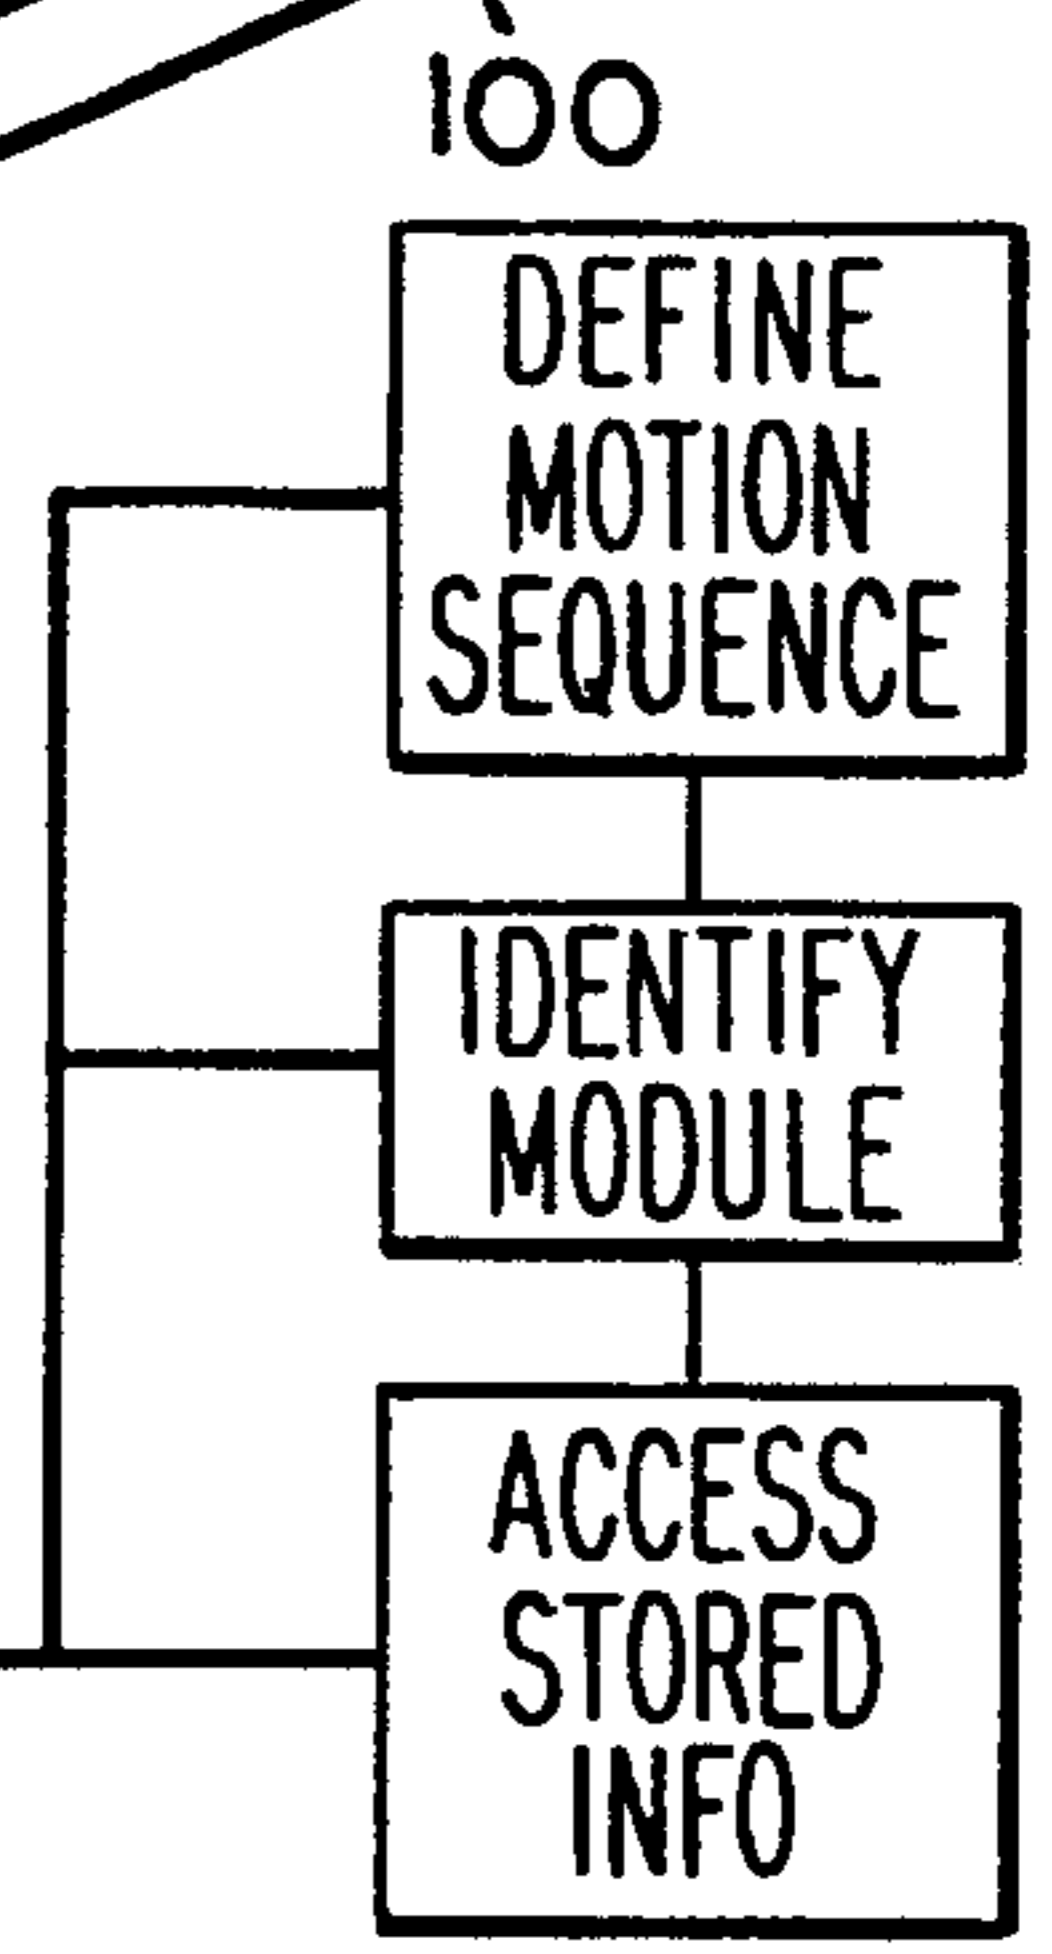 100
DEFINE
MOTION
SEQUENCE
IDENTIFY
MODULE
ACCESS
STORED
INFO